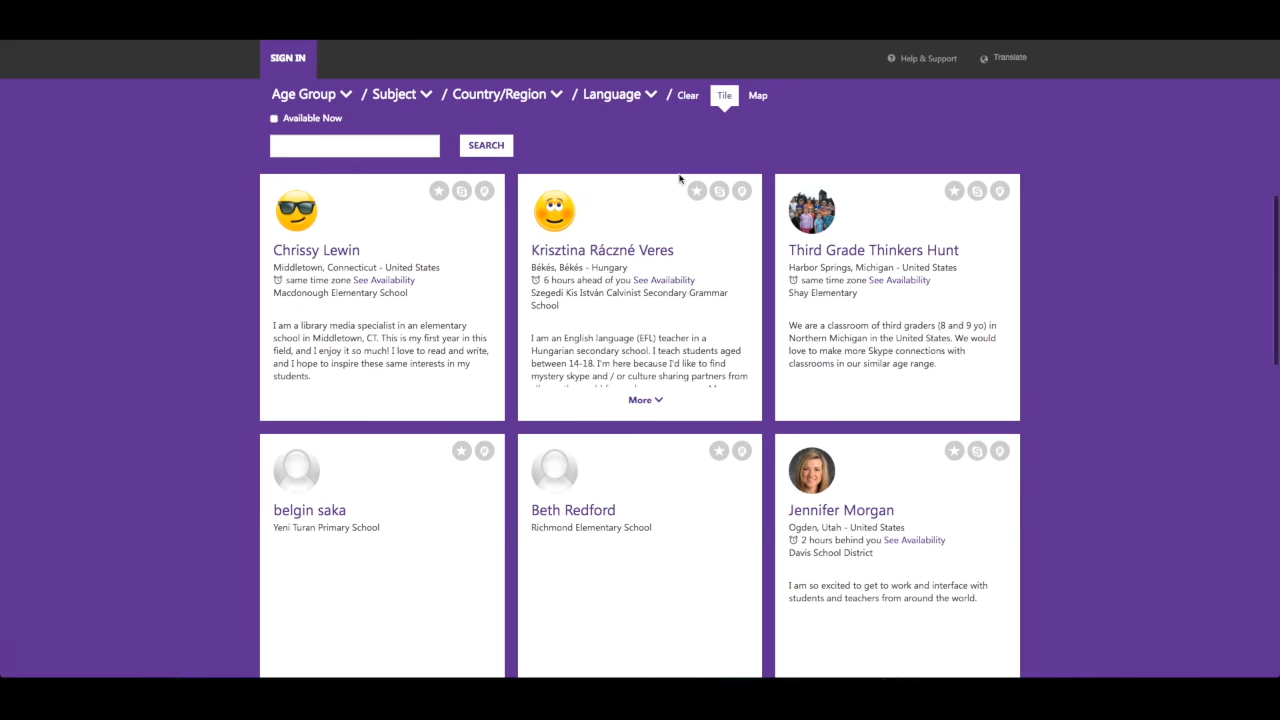 SIGN IN
Help & Support
Translate
Age Group / Subject / Country/Region / Language / Clear Tile Map
Available Now
SEARCH
Chrissy Lewin
Middletown, Connecticut - United States
same time zone See Availability
Macdonough Elementary School
I am a library media specialist in an elementary
school in Middletown, CT. This is my first year in this
field, and I enjoy it so much! I love to read and write,
and I hope to inspire these same interests in my
students.
Krisztina Ráczné Veres
Békés, Békés - Hungary
6 hours ahead of you See Availability
Szegedi Kis István Calvinist Secondary Grammar
School
I am an English language (EFL) teacher in a
Hungarian secondary school. I teach students aged
between 14-18. I'm here because I'd like to find
mystery skype and / or culture sharing partners from
More
Third Grade Thinkers Hunt
Harbor Springs, Michigan - United States
same time zone See Availability
Shay Elementary
We are a classroom of third graders (8 and 9 yo) in
Northern Michigan in the United States. We would
love to make more Skype connections with
classrooms in our similar age range.
belgin saka
Yeni Turan Primary School
Beth Redford
Richmond Elementary School
Jennifer Morgan
Ogden, Utah - United States
2 hours behind you See Availability
Davis School District
I am so excited to get to work and interface with
students and teachers from around the world.